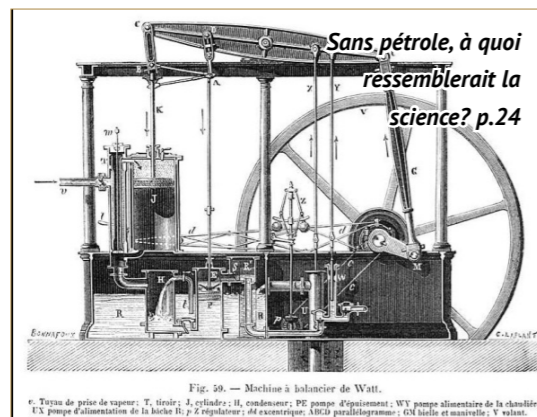 Sans pétrole, à quoi
ressemblerait la
science? p.24
Fig. 59. — Machine à balancier de Watt.
v. Tuyau de prise de vapeur; T, tiroir; J, cylindre; H, condenseur; PE pompe d'épuisement; WY pompe alimentaire de la chaudière
UX pompe d'alimentation de la bâche R; p Z régulateur; dd excentrique; ABCD parallélogramme; GM bielle et manivelle; V volant.